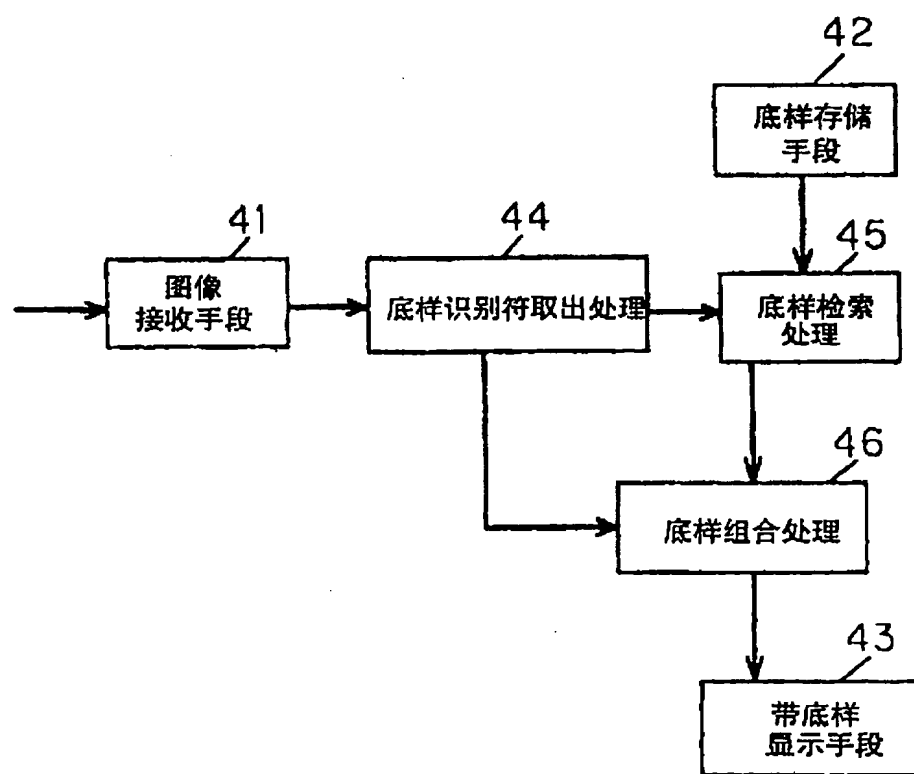 42
底样存储
手段
41
图像
接收手段
44
底样识别符取出处理
45
底样检索
处理
46
底样组合处理
43
带底样
显示手段